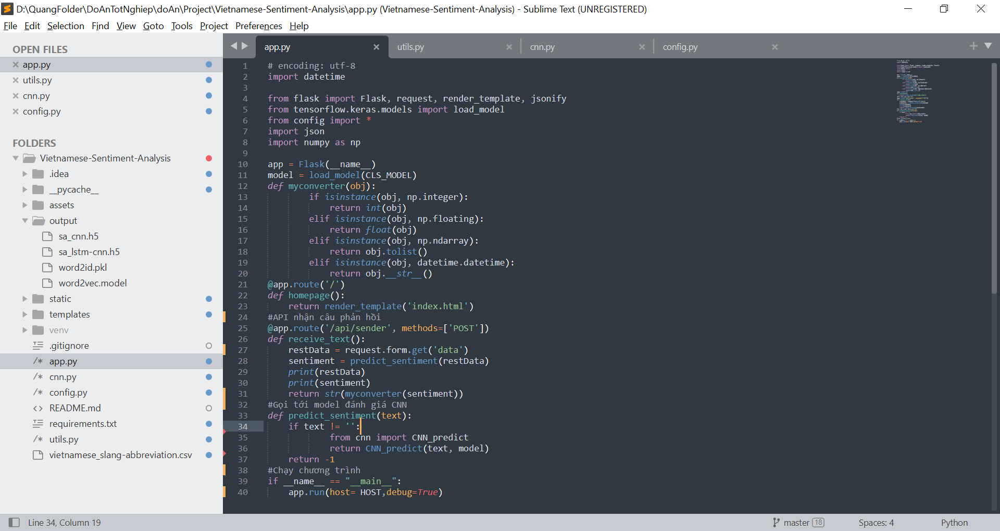 D:\QuangFolder\DoAnTotNghiep\doAn\Project\Vietnamese-Sentiment-Analysis\app.py (Vietnamese-Sentiment-Analysis) - Sublime Text (UNREGISTERED)
File Edit Selection Find View Goto Tools Project Preferences Help
OPEN FILES
app.py
utils.py
cnn.py
config.py
FOLDERS
Vietnamese-Sentiment-Analysis
.idea
__pycache__
assets
output
sa_cnn.h5
sa_lstm-cnn.h5
word2id.pkl
word2vec.model
static
templates
venv
.gitignore
app.py
cnn.py
config.py
README.md
requirements.txt
utils.py
vietnamese_slang-abbreviation.csv
app.py utils.py cnn.py config.py
1 # encoding: utf-8
2 import datetime
3
4 from flask import Flask, request, render_template, jsonify
5 from tensorflow.keras.models import load_model
6 from config import *
7 import json
8 import numpy as np
9
10 app = Flask(__name__)
11 model = load_model(CLS_MODEL)
12 def myconverter(obj):
13         if isinstance(obj, np.integer):
14             return int(obj)
15         elif isinstance(obj, np.floating):
16             return float(obj)
17         elif isinstance(obj, np.ndarray):
18             return obj.tolist()
19         elif isinstance(obj, datetime.datetime):
20             return obj.__str__()
21 @app.route('/')
22 def homepage():
23     return render_template('index.html')
24 #API nhận câu phản hồi
25 @app.route('/api/sender', methods=['POST'])
26 def receive_text():
27     restData = request.form.get('data')
28     sentiment = predict_sentiment(restData)
29     print(restData)
30     print(sentiment)
31     return str(myconverter(sentiment))
32 #Gọi tới model đánh giá CNN
33 def predict_sentiment(text):
34     if text != '':
35             from cnn import CNN_predict
36             return CNN_predict(text, model)
37     return -1
38 #Chạy chương trình
39 if __name__ == "__main__":
40     app.run(host= HOST,debug=True)
Line 34, Column 19
master 18
Spaces: 4
Python